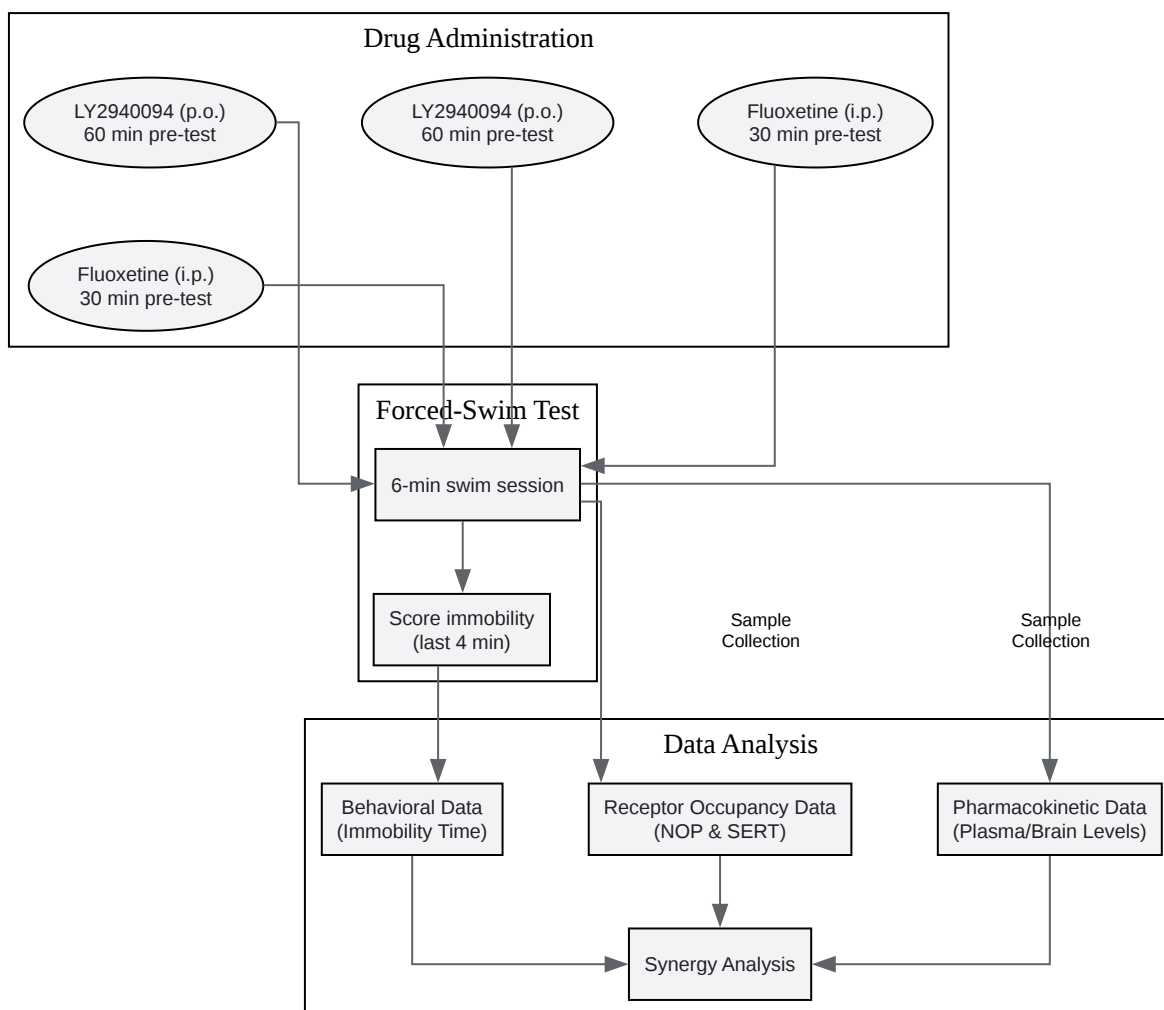 Drug Administration
LY2940094 (p.o.)
60 min pre-test
LY2940094 (p.o.)
60 min pre-test
Fluoxetine (i.p.)
30 min pre-test
Fluoxetine (i.p.)
30 min pre-test
Forced-Swim Test
6-min swim session
Score immobility
(last 4 min)
Sample
Collection
Sample
Collection
Data Analysis
Behavioral Data
(Immobility Time)
Receptor Occupancy Data
(NOP & SERT)
Pharmacokinetic Data
(Plasma/Brain Levels)
Synergy Analysis